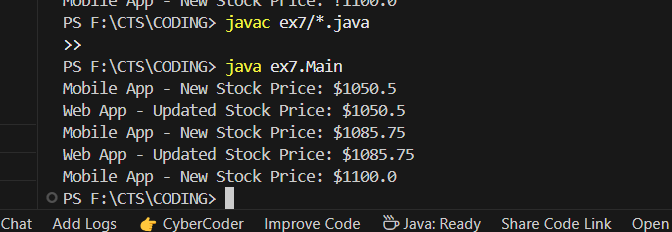 Mobile App - New Stock Price: !1100.0
PS F:\CTS\CODING> javac ex7/*.java
>>
PS F:\CTS\CODING> java ex7.Main
Mobile App - New Stock Price: $1050.5
Web App - Updated Stock Price: $1050.5
Mobile App - New Stock Price: $1085.75
Web App - Updated Stock Price: $1085.75
Mobile App - New Stock Price: $1100.0
PS F:\CTS\CODING>
Chat Add Logs 👉 CyberCoder Improve Code Java: Ready Share Code Link Open